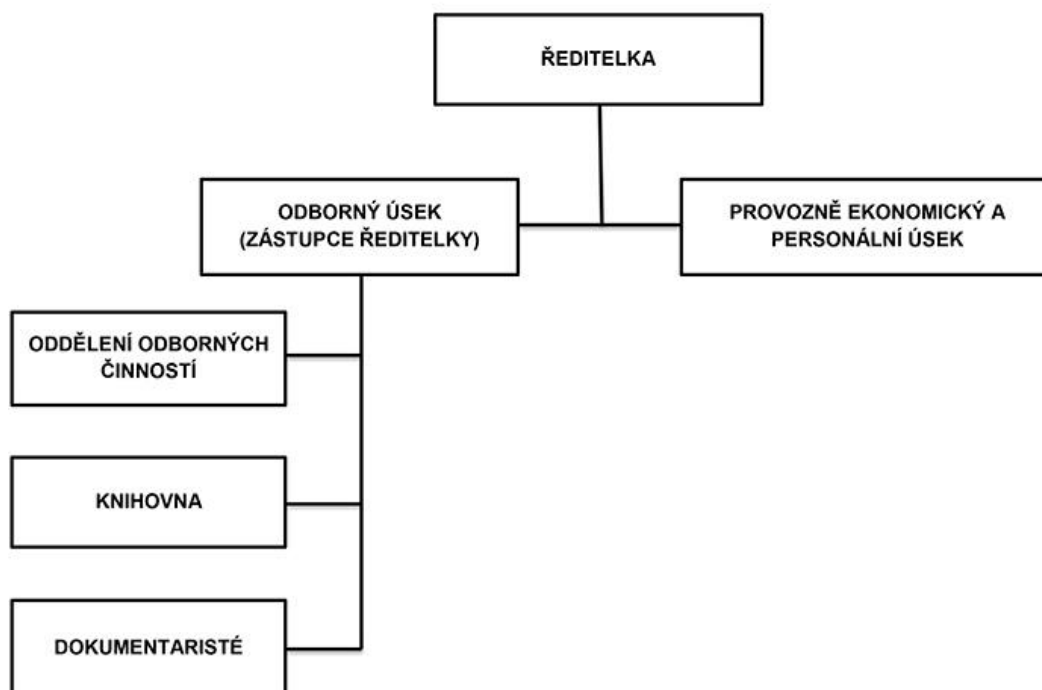 ŘEDITELKA
ODBORNÝ ÚSEK
(ZÁSTUPCE ŘEDITELKY)
PROVOZNĚ EKONOMICKÝ A
PERSONÁLNÍ ÚSEK
ODDĚLENÍ ODBORNÝCH
ČINNOSTÍ
KNIHOVNA
DOKUMENTARISTÉ